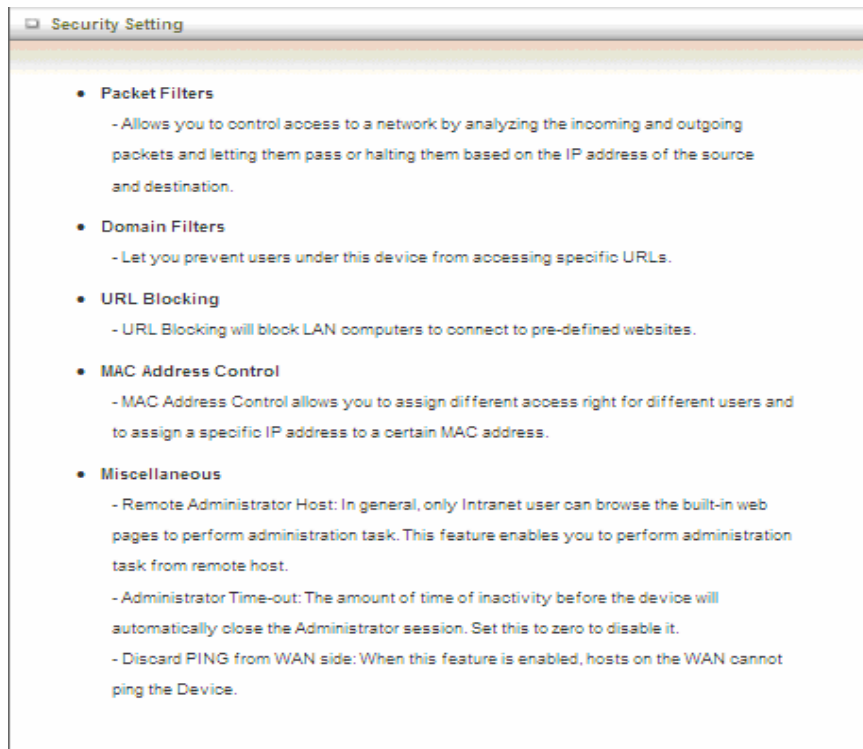 Security Setting
• Packet Filters
- Allows you to control access to a network by analyzing the incoming and outgoing
packets and letting them pass or halting them based on the IP address of the source
and destination.
• Domain Filters
- Let you prevent users under this device from accessing specific URLs.
• URL Blocking
- URL Blocking will block LAN computers to connect to pre-defined websites.
• MAC Address Control
- MAC Address Control allows you to assign different access right for different users and
to assign a specific IP address to a certain MAC address.
• Miscellaneous
- Remote Administrator Host: In general, only Intranet user can browse the built-in web
pages to perform administration task. This feature enables you to perform administration
task from remote host.
- Administrator Time-out: The amount of time of inactivity before the device will
automatically close the Administrator session. Set this to zero to disable it.
- Discard PING from WAN side: When this feature is enabled, hosts on the WAN cannot
ping the Device.